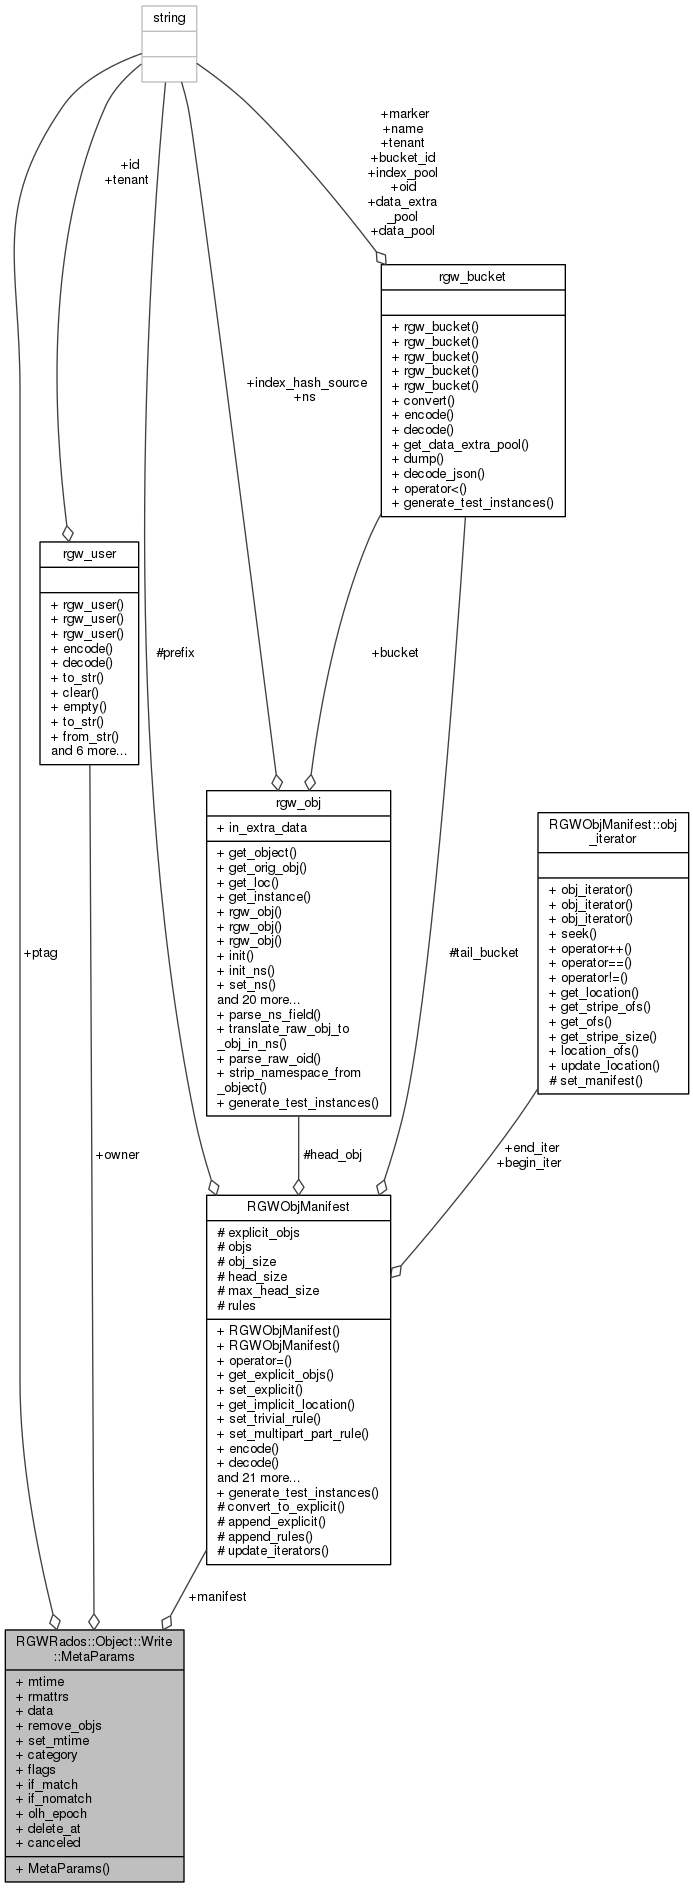 string
+marker
+name
+tenant
+bucket_id
+index_pool
+oid
+data_extra
_pool
+data_pool
+id
+tenant
rgw_bucket
+ rgw_bucket()
+ rgw_bucket()
+ rgw_bucket()
+ rgw_bucket()
+ rgw_bucket()
+ convert()
+ encode()
+ decode()
+ get_data_extra_pool()
+ dump()
+ decode_json()
+ operator<()
+ generate_test_instances()
+index_hash_source
+ns
rgw_user
+ rgw_user()
+ rgw_user()
+ rgw_user()
+ encode()
+ decode()
+ to_str()
+ clear()
+ empty()
+ to_str()
+ from_str()
and 6 more...
#prefix
+bucket
rgw_obj
+ in_extra_data
+ get_object()
+ get_orig_obj()
+ get_loc()
+ get_instance()
+ rgw_obj()
+ rgw_obj()
+ rgw_obj()
+ init()
+ init_ns()
+ set_ns()
and 20 more...
+ parse_ns_field()
+ translate_raw_obj_to
_obj_in_ns()
+ parse_raw_oid()
+ strip_namespace_from
_object()
+ generate_test_instances()
RGWObjManifest::obj
_iterator
+ obj_iterator()
+ obj_iterator()
+ obj_iterator()
+ seek()
+ operator++()
+ operator==()
+ operator!=()
+ get_location()
+ get_stripe_ofs()
+ get_ofs()
+ get_stripe_size()
+ location_ofs()
+ update_location()
# set_manifest()
+ptag
#tail_bucket
+owner
#head_obj
+end_iter
+begin_iter
RGWObjManifest
# explicit_objs
# objs
# obj_size
# head_size
# max_head_size
# rules
+ RGWObjManifest()
+ RGWObjManifest()
+ operator=()
+ get_explicit_objs()
+ set_explicit()
+ get_implicit_location()
+ set_trivial_rule()
+ set_multipart_part_rule()
+ encode()
+ decode()
and 21 more...
+ generate_test_instances()
# convert_to_explicit()
# append_explicit()
# append_rules()
# update_iterators()
+manifest
RGWRados::Object::Write
::MetaParams
+ mtime
+ rmattrs
+ data
+ remove_objs
+ set_mtime
+ category
+ flags
+ if_match
+ if_nomatch
+ olh_epoch
+ delete_at
+ canceled
+ MetaParams()